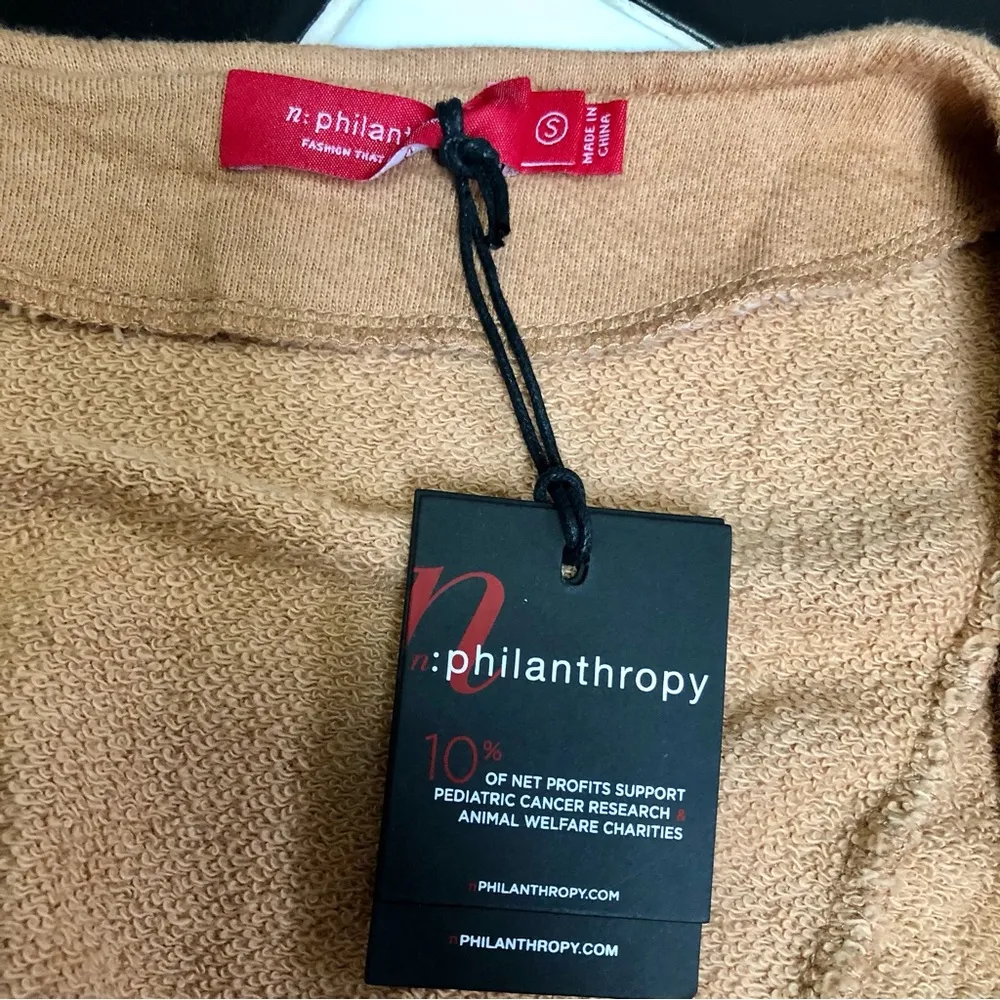 n:philan
FASHION THAT
S
MADE IN
CHINA
n
n:philanthropy
10%
OF NET PROFITS SUPPORT
PEDIATRIC CANCER RESEARCH &
ANIMAL WELFARE CHARITIES
nPHILANTHROPY.COM
nPHILANTHROPY.COM